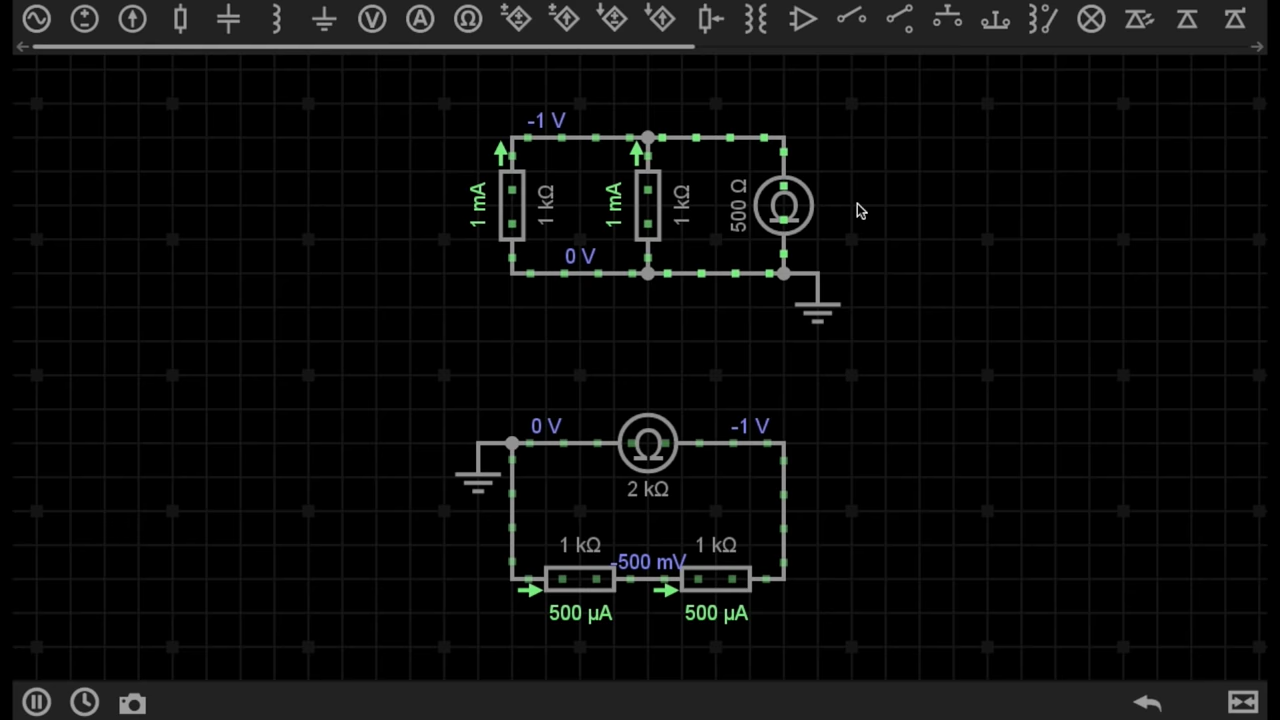 V A Ω
-1 V
1 mA 1 kΩ 1 mA 1 kΩ 500 Ω Ω
0 V
0 V -1 V
Ω
2 kΩ
1 kΩ 1 kΩ
-500 mV
500 µA 500 µA